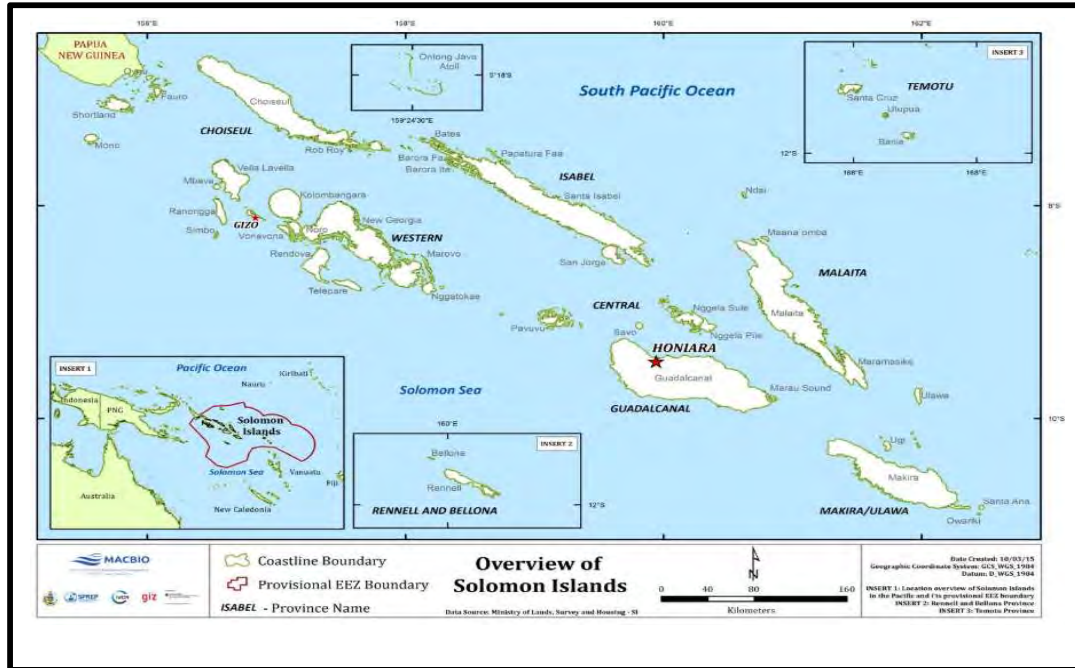 156°E
158°E
160°E
162°E
PAPUA
NEW GUINEA
Ovau
Fauro
Shortland
Mono
Choiseul
CHOISEUL
Rob Roy
Ontong Java
Atoll
5°18'S
159°24'30"E
South Pacific Ocean
INSERT 3
TEMOTU
Santa Cruz
Utupua
12°S
166°E
168°E
Bates
Barora Fa
Barora Ite
Papatura Faa
ISABEL
Santa Isabel
San Jorge
Ndai
8°S
Vella Lavella
Mbava
Kolombangara
Ranongga
GIZO
Simbo
Vonavona
Noro
New Georgia
WESTERN
Rendova
Marovo
Tetepare
Nggatokae
Maana'omba
MALAITA
Malaita
Maramasike
CENTRAL
Nggela Sule
Pavuvu
Savo
Nggela Pile
HONIARA
Guadalcanal
Marau Sound
GUADALCANAL
Ulawa
10°S
Ugi
Makira
Santa Ana
Owariki
MAKIRA/ULAWA
INSERT 1
Pacific Ocean
Kiribati
Nauru
Indonesia
PNG
Solomon
Islands
Solomon Sea
Vanuatu
Fiji
Australia
New Caledonia
Solomon Sea
160°E
INSERT 2
Bellona
Rennell
12°S
RENNELL AND BELLONA
MACBIO
SPREP
IUCN
giz
Coastline Boundary
Provisional EEZ Boundary
ISABEL - Province Name
Overview of
Solomon Islands
Data Source: Ministry of Lands, Survey and Housing - SI
N
0 40 80 160
Kilometers
Date Created: 10/03/15
Geographic Coordinate System: GCS_WGS_1984
Datum: D_WGS_1984
INSERT 1: Location overview of Solomon Islands
in the Pacific and i'ts provisional EEZ boundary
INSERT 2: Rennell and Bellona Province
INSERT 3: Temotu Province